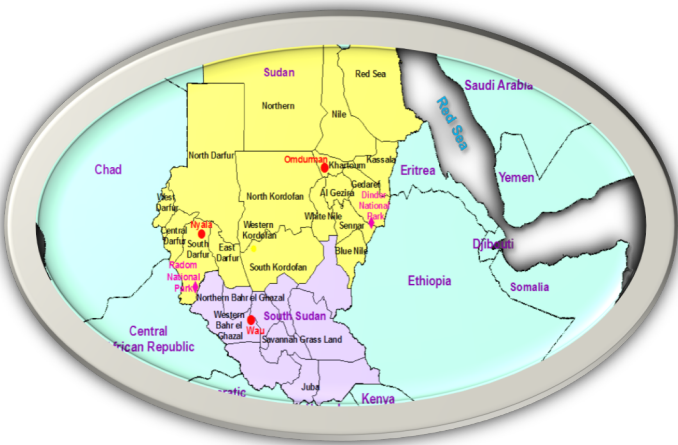 Sudan
Red Sea
Saudi Arabia
Northern
Nile
Red Sea
North Darfur
Omdurman
Khartoum
Kassala
Chad
Eritrea
Yemen
North Kordofan
Al Gezira
Gedaref
Dinder
National
Park
West
Darfur
White Nile
Sennar
Nyala
Central
Darfur
South
Darfur
East
Darfur
Western
Kordofan
Blue Nile
Djibouti
Radom
National
Park
South Kordofan
Ethiopia
Somalia
Northern Bahr el Ghazal
Western
Bahr el
Ghazal
Wau
South Sudan
Savannah Grass Land
Central
rican Republic
Juba
ratic
Kenya